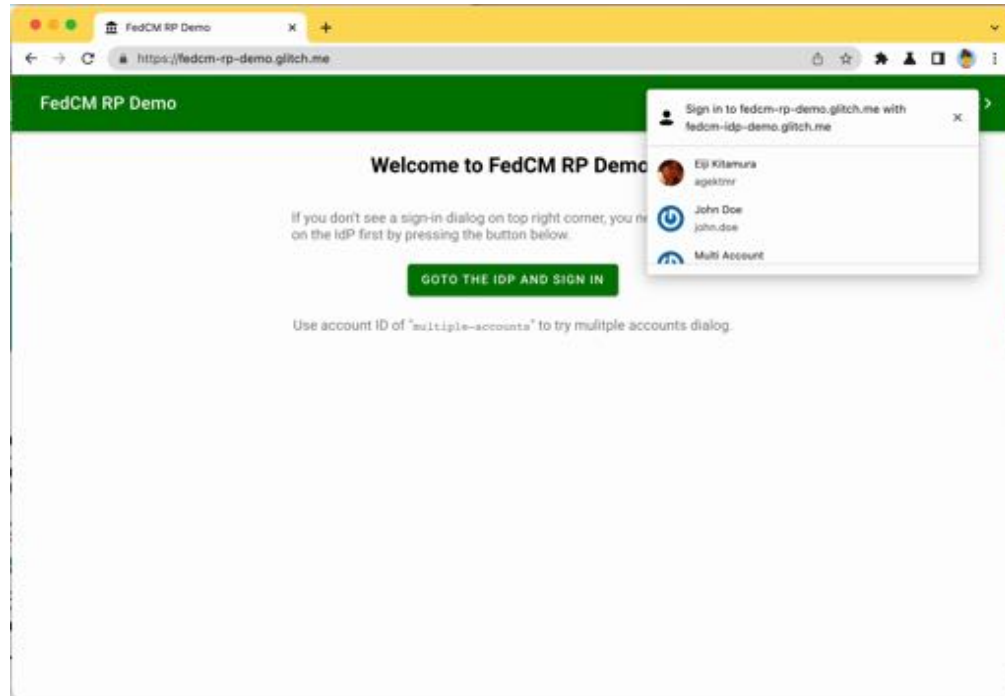 FedCM RP Demo
https://fedcm-rp-demo.glitch.me
FedCM RP Demo
Sign in to fedcm-rp-demo.glitch.me with
fedcm-idp-demo.glitch.me
Eiji Kitamura
agektmr
John Doe
john.doe
Multi Account
Welcome to FedCM RP Demo
If you don't see a sign-in dialog on top right corner, you
on the IdP first by pressing the button below.
GOTO THE IDP AND SIGN IN
Use account ID of "multiple-accounts" to try mulitple accounts dialog.